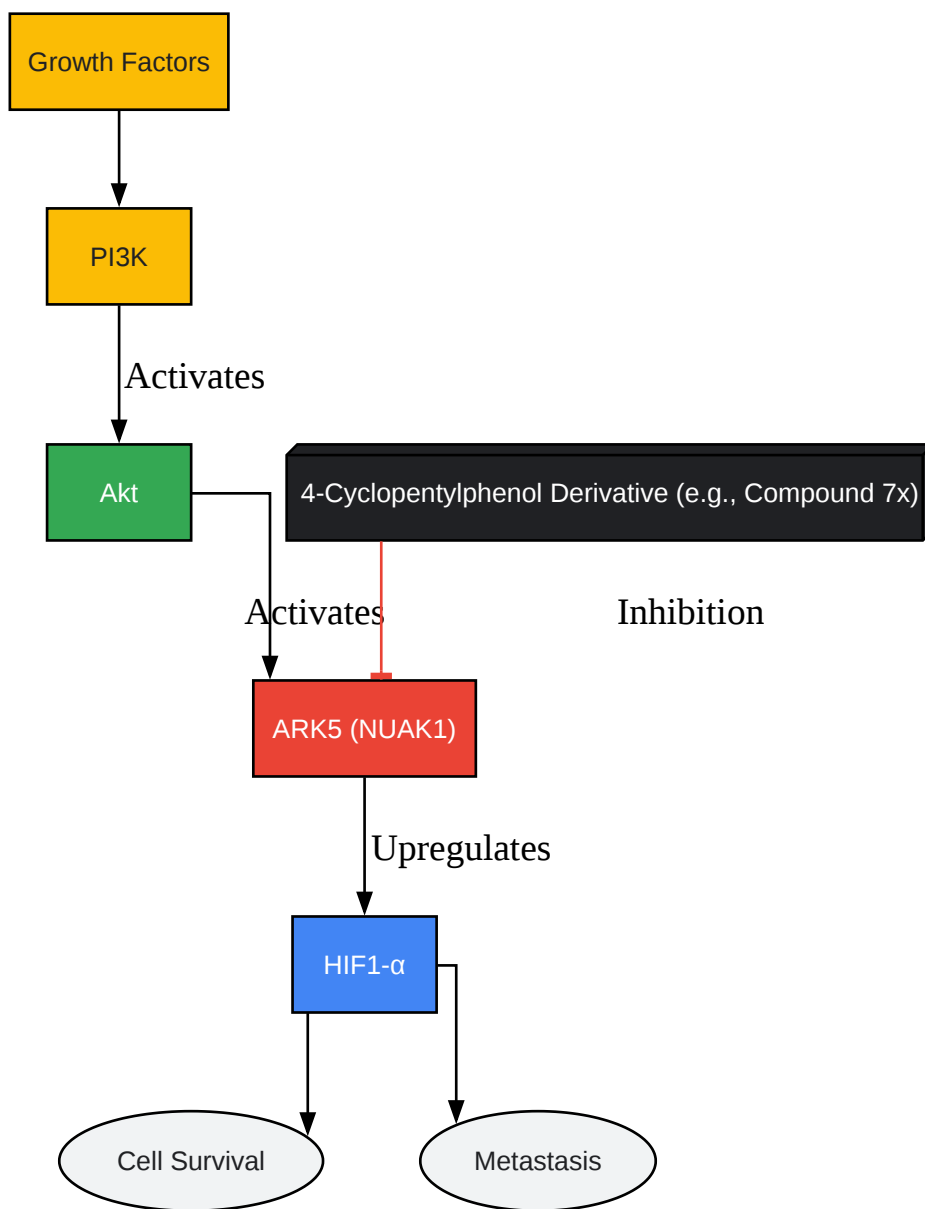 Growth Factors
PI3K
Activates
Akt
4-Cyclopentylphenol Derivative (e.g., Compound 7x)
Activates
Inhibition
ARK5 (NUAK1)
Upregulates
HIF1-α
Cell Survival
Metastasis